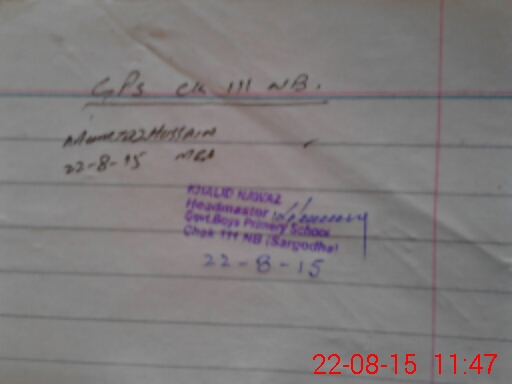 GPs ck 111 NB.
Mumtaz Hussain
22-8-15 MEA
KHALID NAWAZ
Headmaster
Govt.Boys Primary School
Chak 111 NB (Sargodha)
22-8-15
22-08-15 11:47